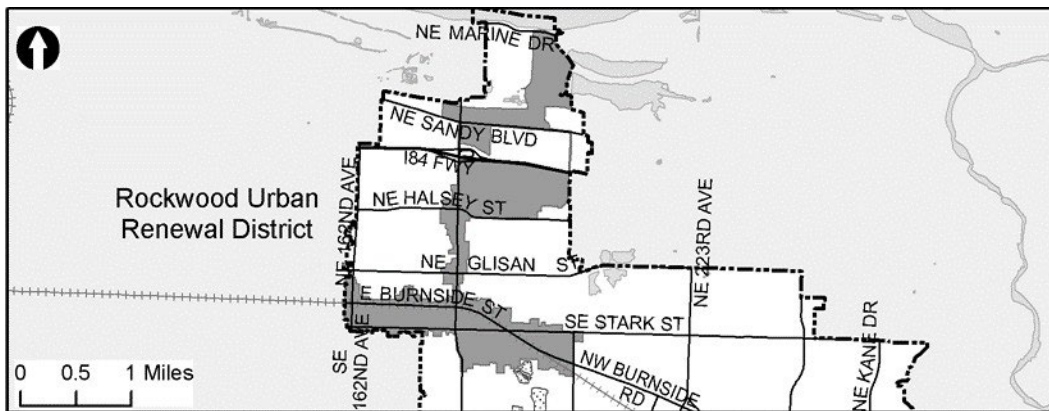 NE MARINE DR
NE SANDY BLVD
I84 FWY
NE 162ND AVE
Rockwood Urban
Renewal District
NE HALSEY ST
NE 223RD AVE
NE GLISAN ST
E BURNSIDE ST
SE STARK ST
SE
162ND AVE
NW BURNSIDE
RD
NE KANE DR
0 0.5 1 Miles